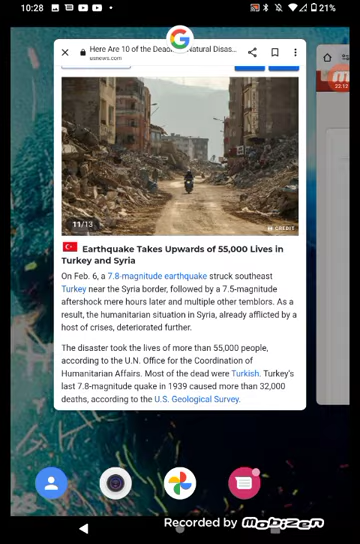 10:28
21%
Here Are 10 of the Deadliest Natural Disas...
usnews.com
22:12
11/13
CREDIT
Earthquake Takes Upwards of 55,000 Lives in
Turkey and Syria
On Feb. 6, a 7.8-magnitude earthquake struck southeast
Turkey near the Syria border, followed by a 7.5-magnitude
aftershock mere hours later and multiple other temblors. As a
result, the humanitarian situation in Syria, already afflicted by a
host of crises, deteriorated further.
The disaster took the lives of more than 55,000 people,
according to the U.N. Office for the Coordination of
Humanitarian Affairs. Most of the dead were Turkish. Turkey's
last 7.8-magnitude quake in 1939 caused more than 32,000
deaths, according to the U.S. Geological Survey.
Recorded by Mobizen